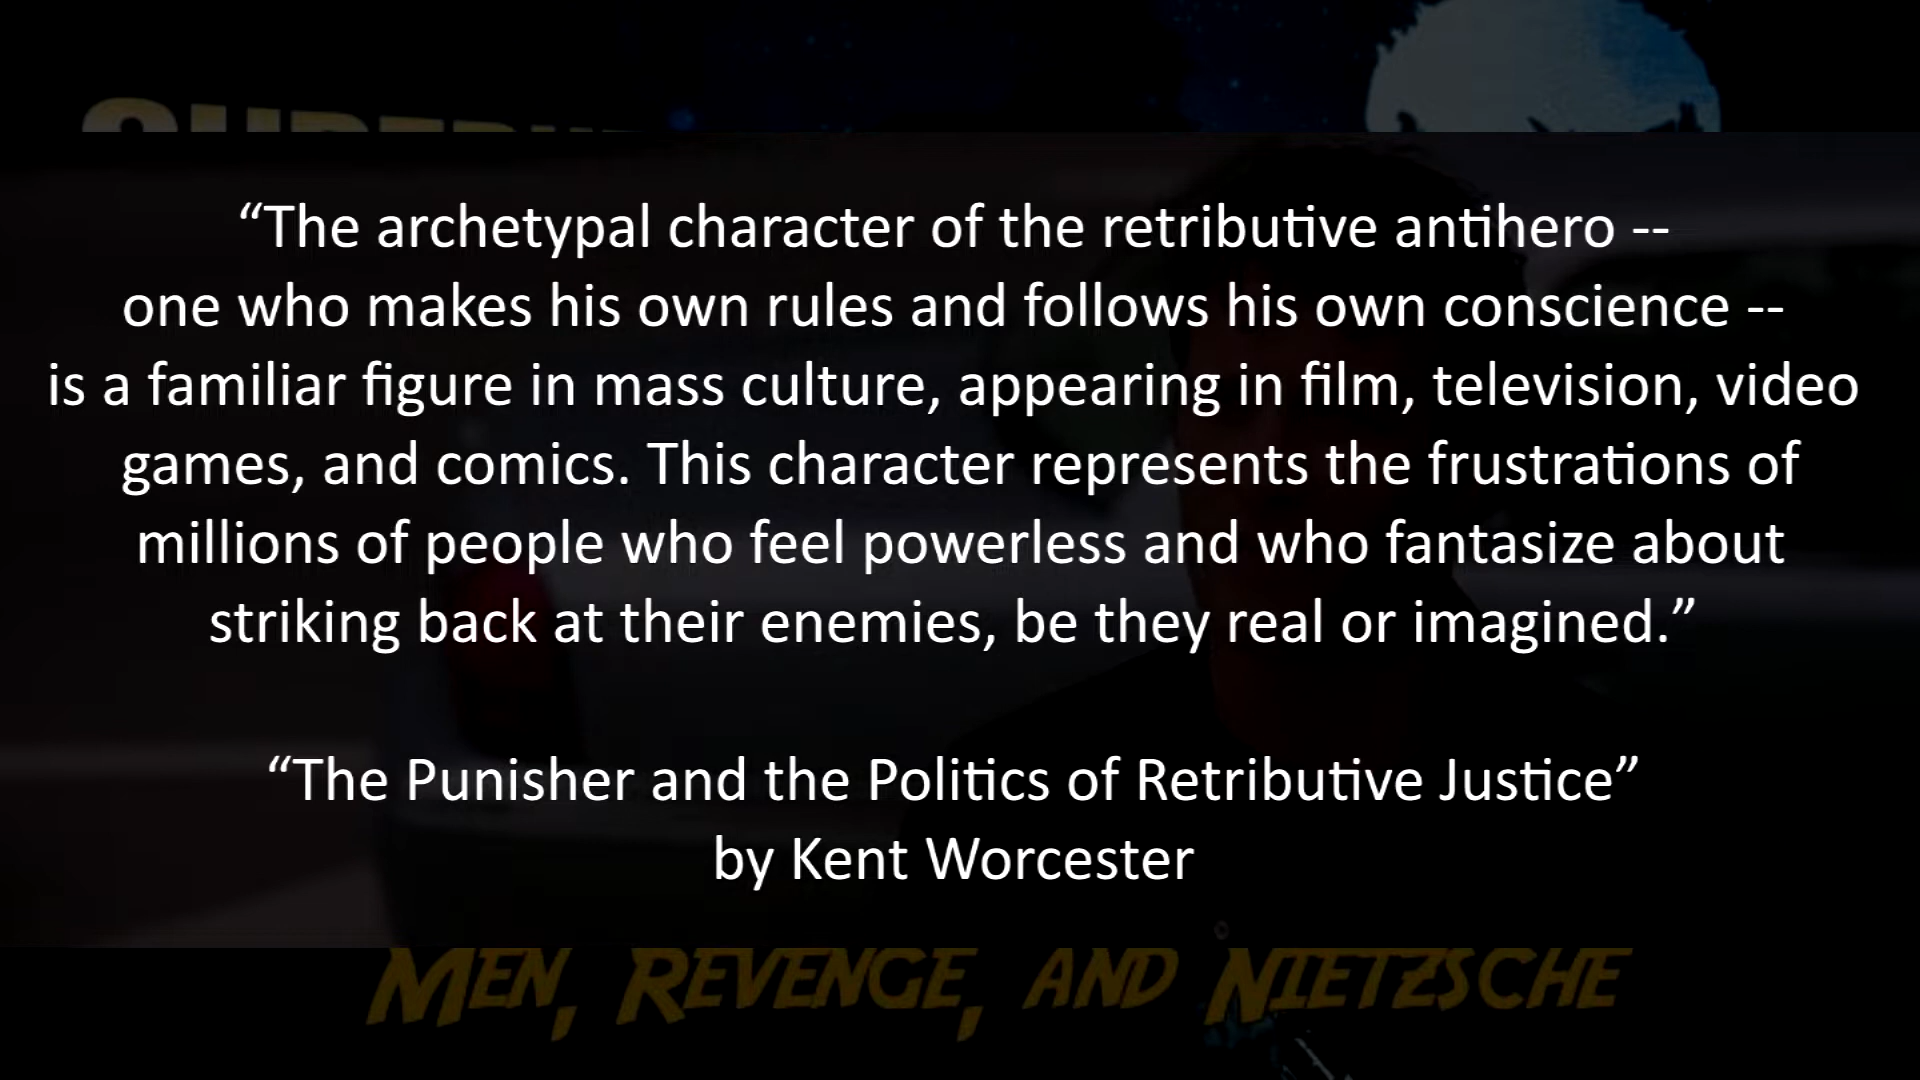 “The archetypal character of the retributive antihero --
one who makes his own rules and follows his own conscience --
is a familiar figure in mass culture, appearing in film, television, video
games, and comics. This character represents the frustrations of
millions of people who feel powerless and who fantasize about
striking back at their enemies, be they real or imagined.”
“The Punisher and the Politics of Retributive Justice”
by Kent Worcester
MEN, REVENGE, AND NIETZSCHE